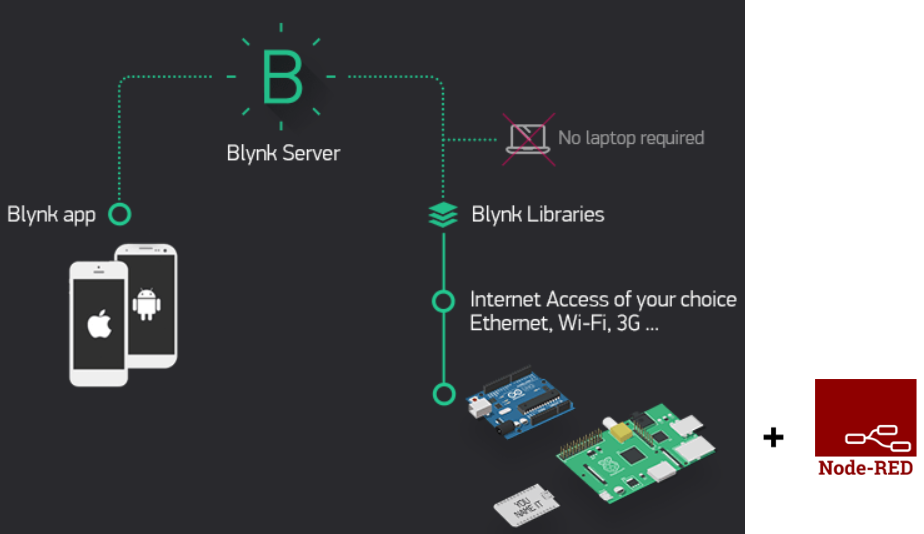 B
Blynk Server
No laptop required
Blynk app
Blynk Libraries
Internet Access of your choice
Ethernet, Wi-Fi, 3G ...
YOU
NAME IT
+
Node-RED